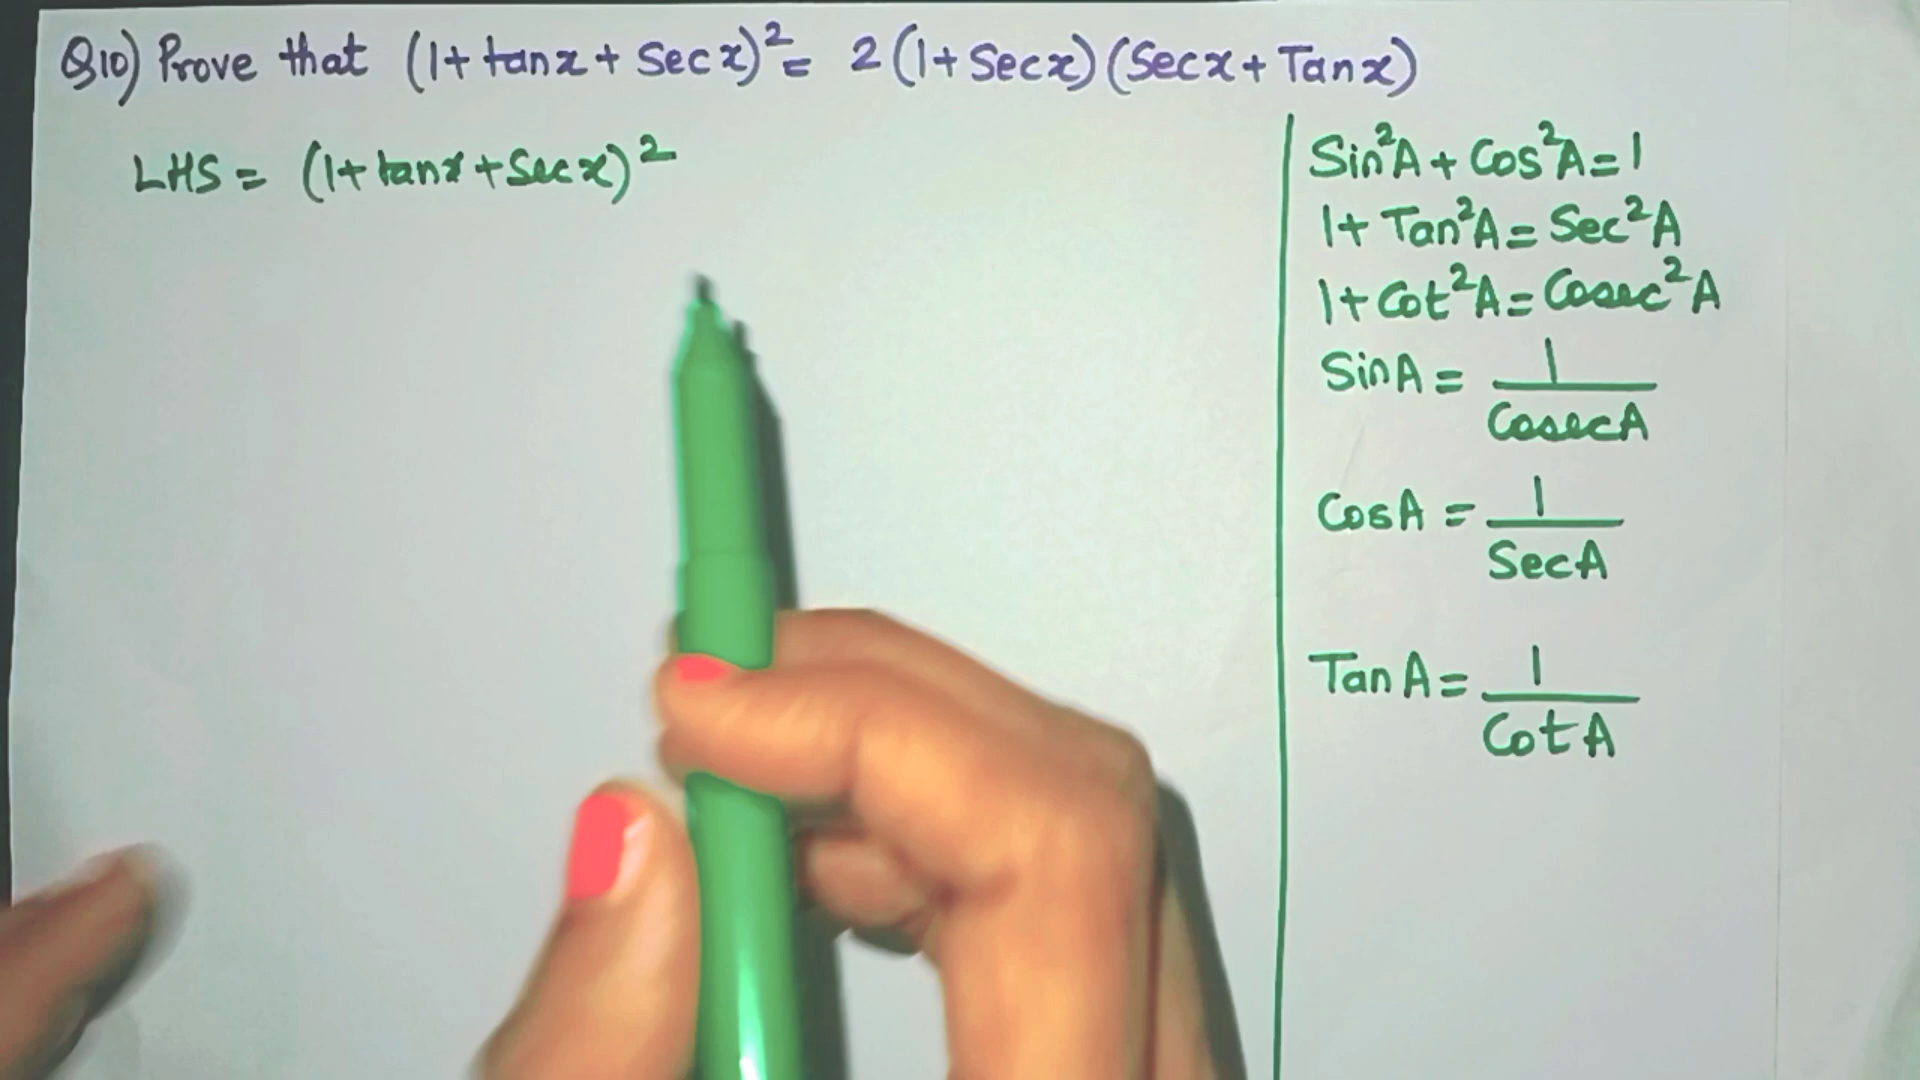 Q10) Prove that (1+ tanx + Secx)² = 2(1+Secx)(Secx+Tanx)
LHS = (1+tanx+Secx)²
Sin²A + Cos²A=1
1+ Tan²A = Sec²A
1+ Cot²A = Cosec²A
SinA = 1/CosecA
CosA = 1/SecA
TanA = 1/CotA